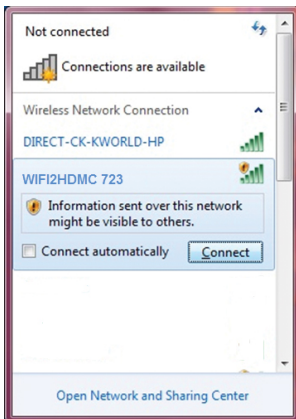 Not connected
Connections are available
Wireless Network Connection
DIRECT-CK-KWORLD-HP
WIFI2HDMC 723
Information sent over this network
might be visible to others.
Connect automatically
Connect
Open Network and Sharing Center